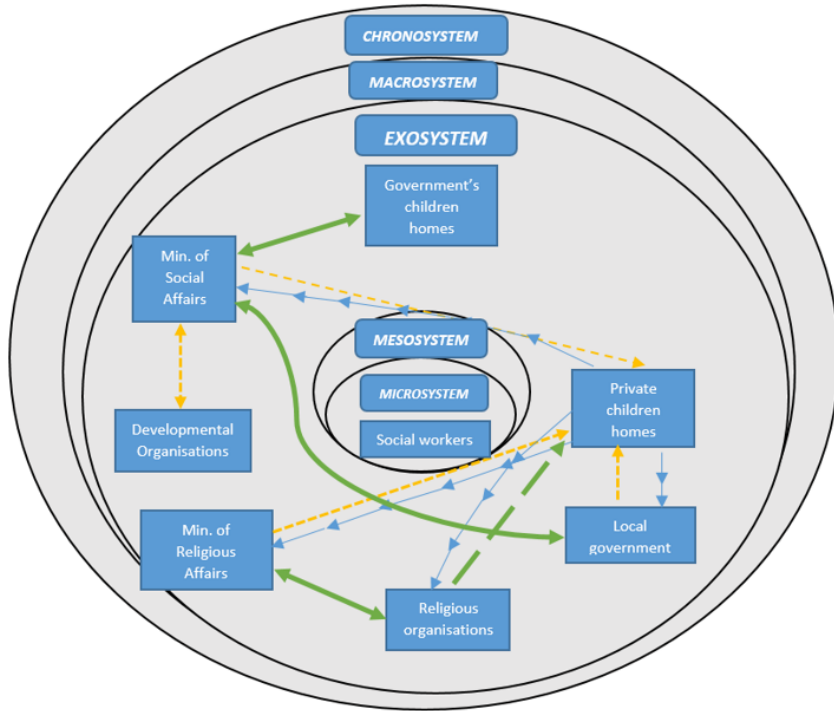 CHRONOSYSTEM
MACROSYSTEM
EXOSYSTEM
Government's
children
homes
Min. of
Social
Affairs
MESOSYSTEM
MICROSYSTEM
Social workers
Private
children
homes
Developmental
Organisations
Min. of
Religious
Affairs
Local
government
Religious
organisations